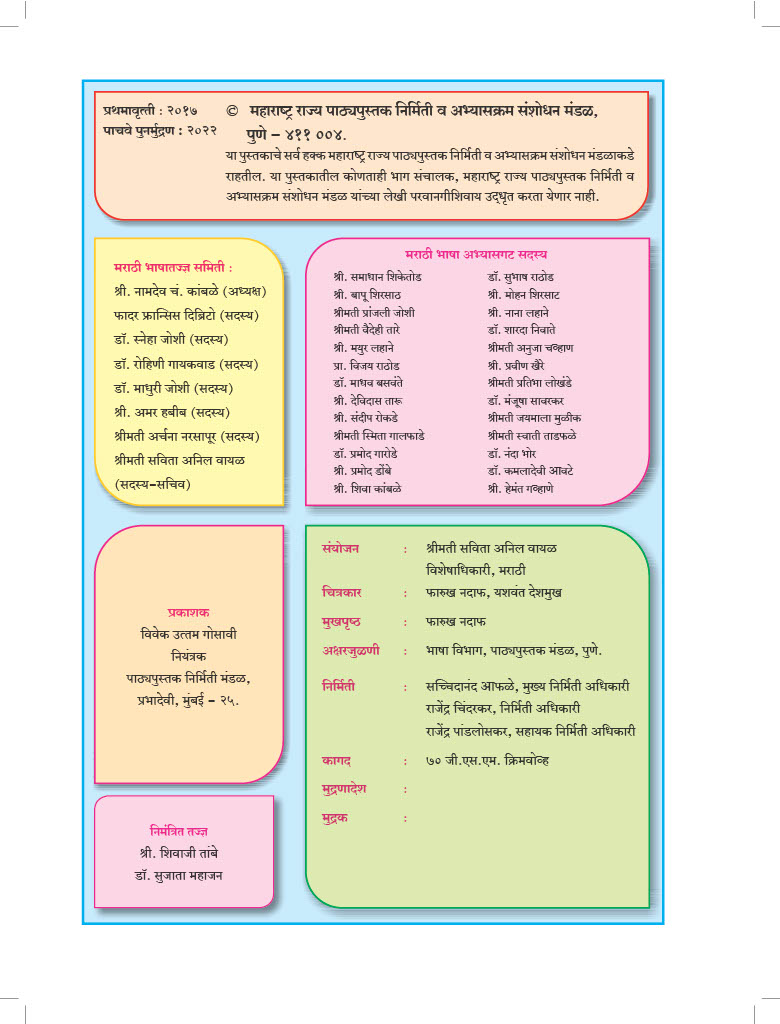 प्रथमावृत्ती : २०१७
पाचवे पुनर्मुद्रण : २०२२
© महाराष्ट्र राज्य पाठ्यपुस्तक निर्मिती व अभ्यासक्रम संशोधन मंडळ,
पुणे – ४११ ००४.
या पुस्तकाचे सर्व हक्क महाराष्ट्र राज्य पाठ्यपुस्तक निर्मिती व अभ्यासक्रम संशोधन मंडळाकडे
राहतील. या पुस्तकातील कोणताही भाग संचालक, महाराष्ट्र राज्य पाठ्यपुस्तक निर्मिती व
अभ्यासक्रम संशोधन मंडळ यांच्या लेखी परवानगीशिवाय उद्धृत करता येणार नाही.
मराठी भाषातज्ज्ञ समिती :
श्री. नामदेव चं. कांबळे (अध्यक्ष)
फादर फ्रान्सिस दिब्रिटो (सदस्य)
डॉ. स्नेहा जोशी (सदस्य)
डॉ. रोहिणी गायकवाड (सदस्य)
डॉ. माधुरी जोशी (सदस्य)
श्री. अमर हबीब (सदस्य)
श्रीमती अर्चना नरसापूर (सदस्य)
श्रीमती सविता अनिल वायळ
(सदस्य-सचिव)
मराठी भाषा अभ्यासगट सदस्य
श्री. समाधान शिकेतोड
श्री. बापू शिरसाठ
श्रीमती प्रांजली जोशी
श्रीमती वैदेही तारे
श्री. मयुर लहाने
प्रा. विजय राठोड
डॉ. माधव बसवंते
श्री. देविदास तारू
श्री. संदीप रोकडे
श्रीमती स्मिता गालफाडे
डॉ. प्रमोद गारोडे
श्री. प्रमोद डोंबे
श्री. शिवा कांबळे
डॉ. सुभाष राठोड
श्री. मोहन शिरसाट
श्री. नाना लहाने
डॉ. शारदा निवाते
श्रीमती अनुजा चव्हाण
श्री. प्रवीण खैरे
श्रीमती प्रतिभा लोखंडे
डॉ. मंजूषा सावरकर
श्रीमती जयमाला मुळीक
श्रीमती स्वाती ताडफळे
डॉ. नंदा भोर
डॉ. कमलादेवी आवटे
श्री. हेमंत गव्हाणे
प्रकाशक
विवेक उत्तम गोसावी
नियंत्रक
पाठ्यपुस्तक निर्मिती मंडळ,
प्रभादेवी, मुंबई – २५.
निमंत्रित तज्ज्ञ
श्री. शिवाजी तांबे
डॉ. सुजाता महाजन
संयोजन : श्रीमती सविता अनिल वायळ
विशेषाधिकारी, मराठी
चित्रकार : फारुख नदाफ, यशवंत देशमुख
मुखपृष्ठ : फारुख नदाफ
अक्षरजुळणी : भाषा विभाग, पाठ्यपुस्तक मंडळ, पुणे.
निर्मिती : सच्चिदानंद आफळे, मुख्य निर्मिती अधिकारी
राजेंद्र चिंदरकर, निर्मिती अधिकारी
राजेंद्र पांडलोसकर, सहायक निर्मिती अधिकारी
कागद : ७० जी.एस.एम. क्रिमवोव्ह
मुद्रणादेश :
मुद्रक :